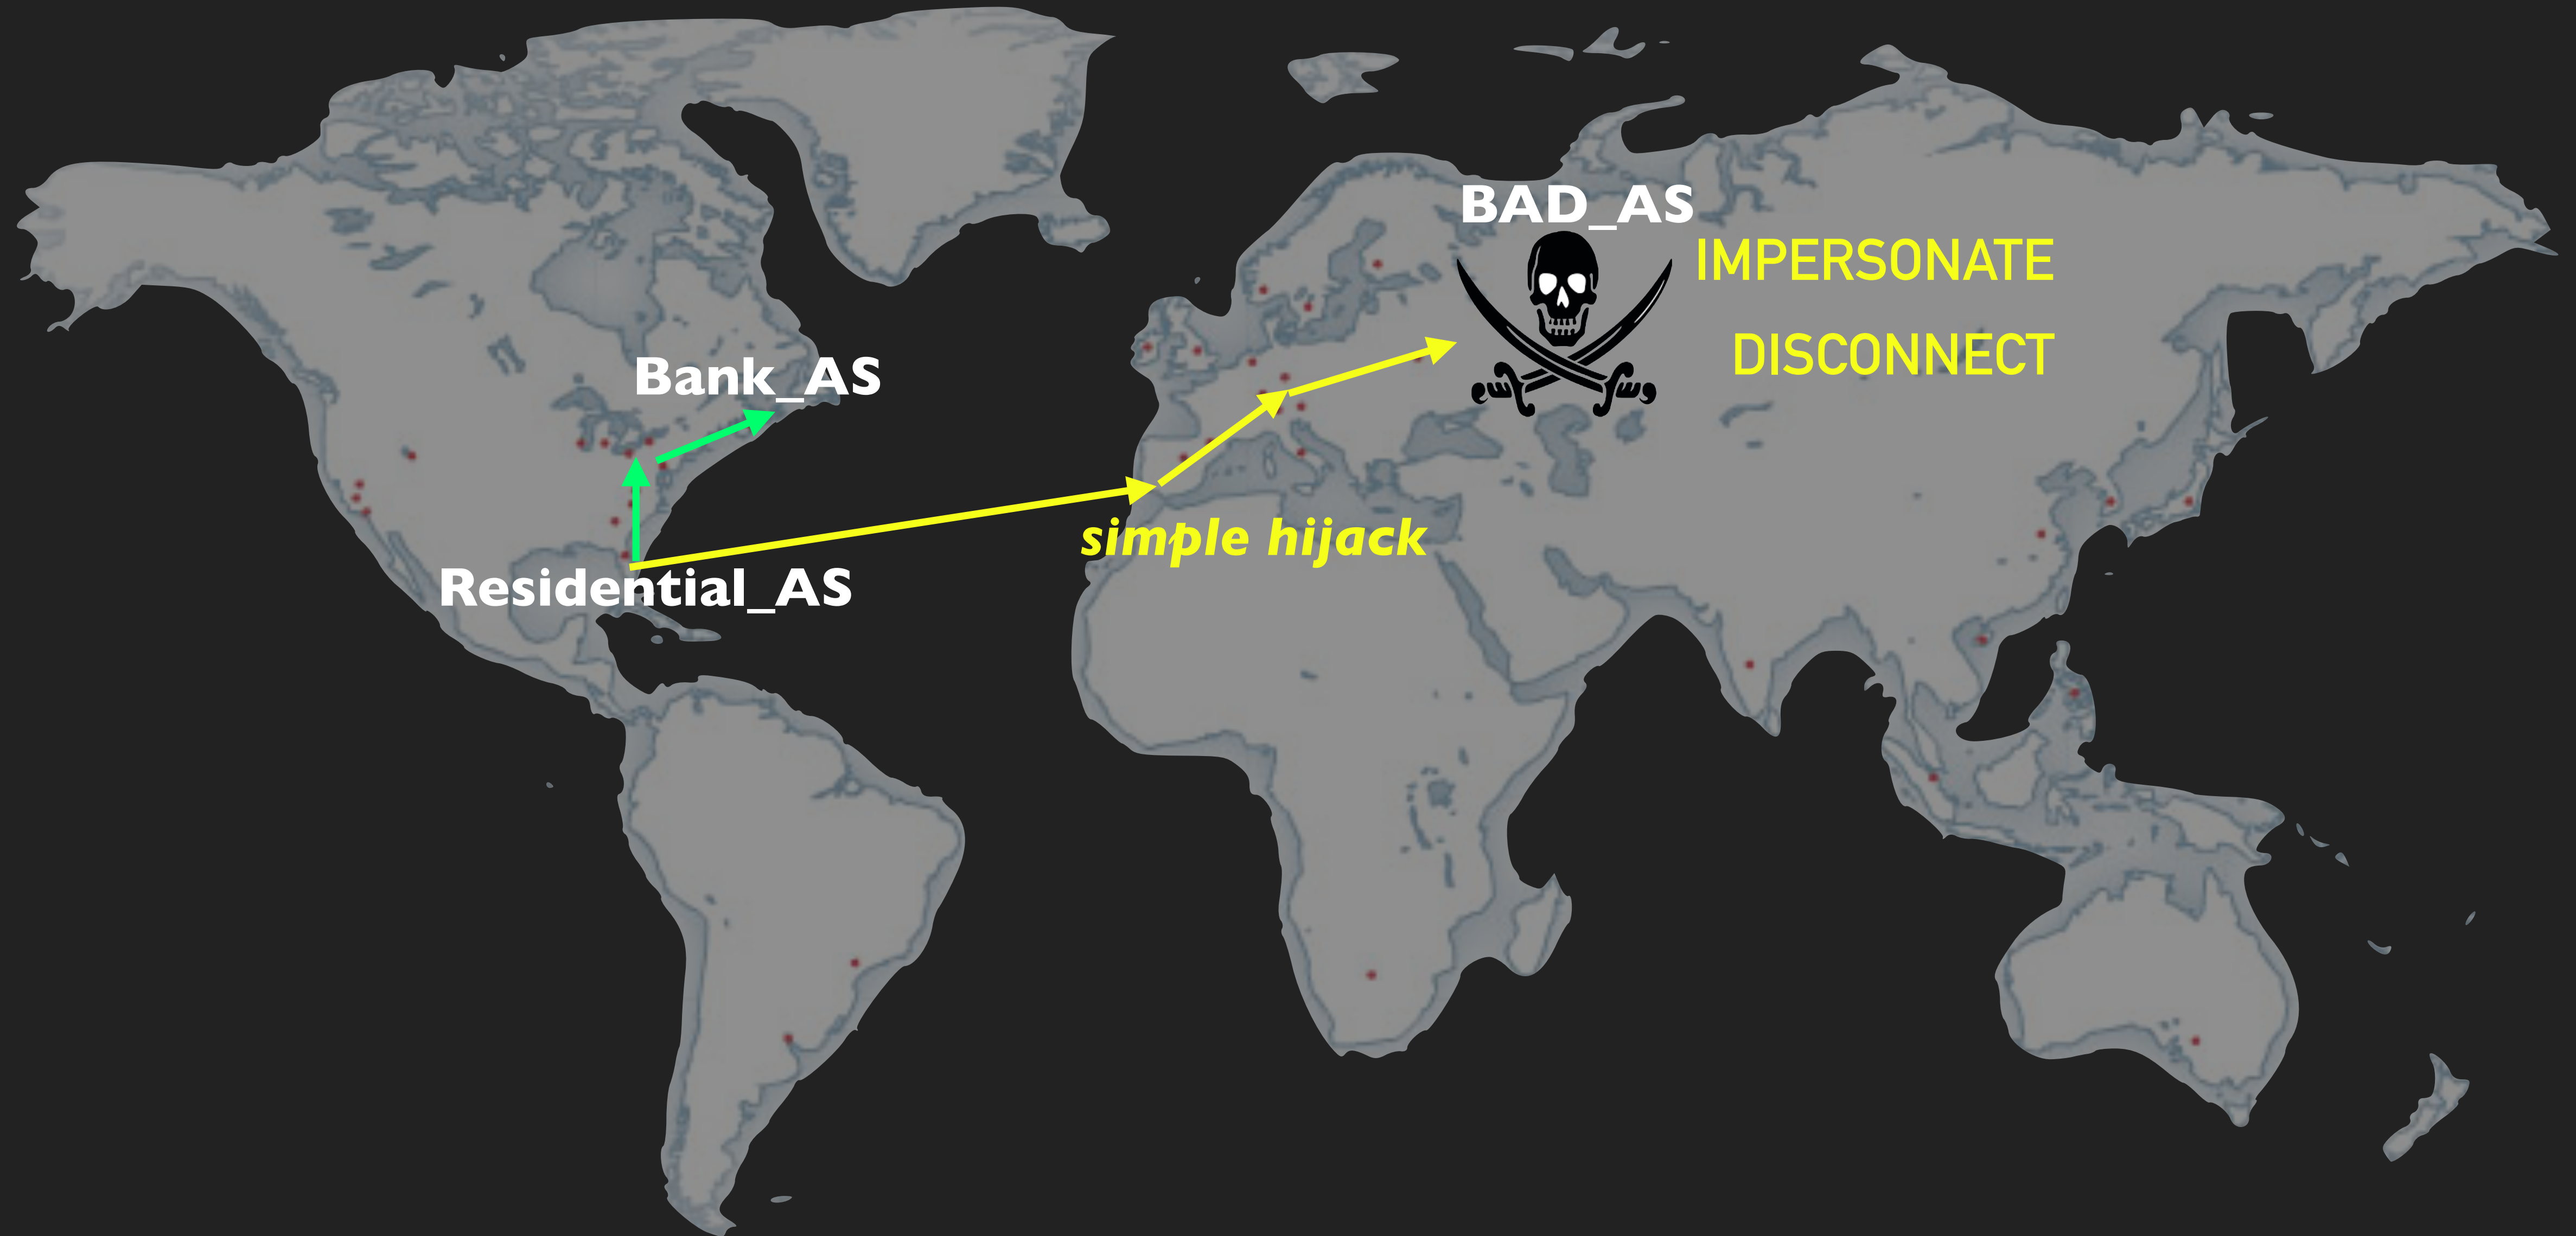 BAD_AS
IMPERSONATE
DISCONNECT
Bank_AS
simple hijack
Residential_AS